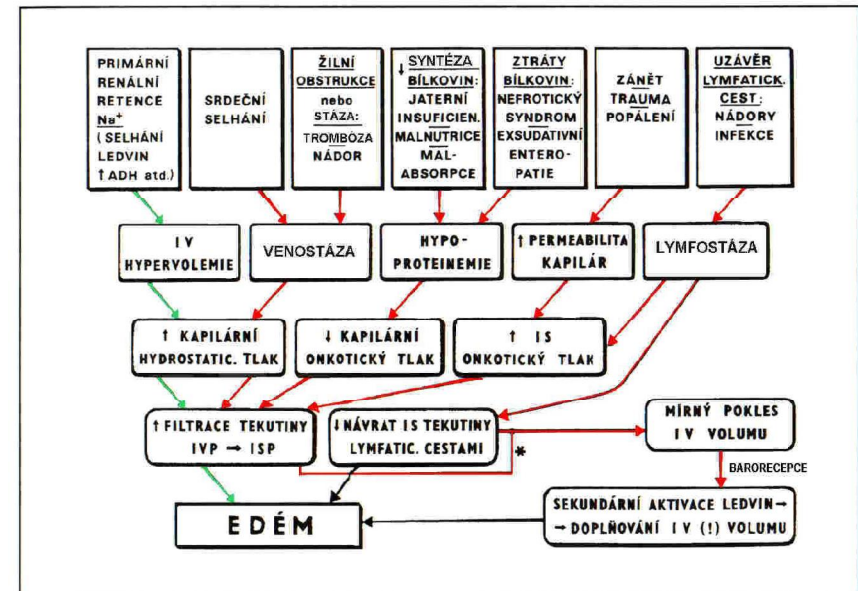 PRIMÁRNÍ
RENÁLNÍ
RETENCE
Na⁺
(SELHÁNÍ
LEDVIN
↑ADH atd.)
SRDEČNÍ
SELHÁNÍ
ŽILNÍ
OBSTRUKCE
nebo
STÁZA:
TROMBÓZA
NÁDOR
↓SYNTÉZA
BÍLKOVIN:
JATERNÍ
INSUFICIEN.
MALNUTRICE
MAL-
ABSORPCE
ZTRÁTY
BÍLKOVIN:
NEFROTICKÝ
SYNDROM
EXSUDATIVNÍ
ENTERO-
PATIE
ZÁNĚT
TRAUMA
POPÁLENÍ
UZÁVĚR
LYMFATICK.
CEST:
NÁDORY
INFEKCE
IV
HYPERVOLEMIE
VENOSTÁZA
HYPO-
PROTEINEMIE
↑ PERMEABILITA
KAPILÁR
LYMFOSTÁZA
↑ KAPILÁRNÍ
HYDROSTATIC. TLAK
↓ KAPILÁRNÍ
ONKOTICKÝ TLAK
↑ IS
ONKOTICKÝ TLAK
↑ FILTRACE TEKUTINY
IVP → ISP
↓ NÁVRAT IS TEKUTINY
LYMFATIC. CESTAMI
*
MÍRNÝ POKLES
IV VOLUMU
BARORECEPCE
EDÉM
SEKUNDÁRNÍ AKTIVACE LEDVIN→
→ DOPLŇOVÁNÍ IV (!) VOLUMU